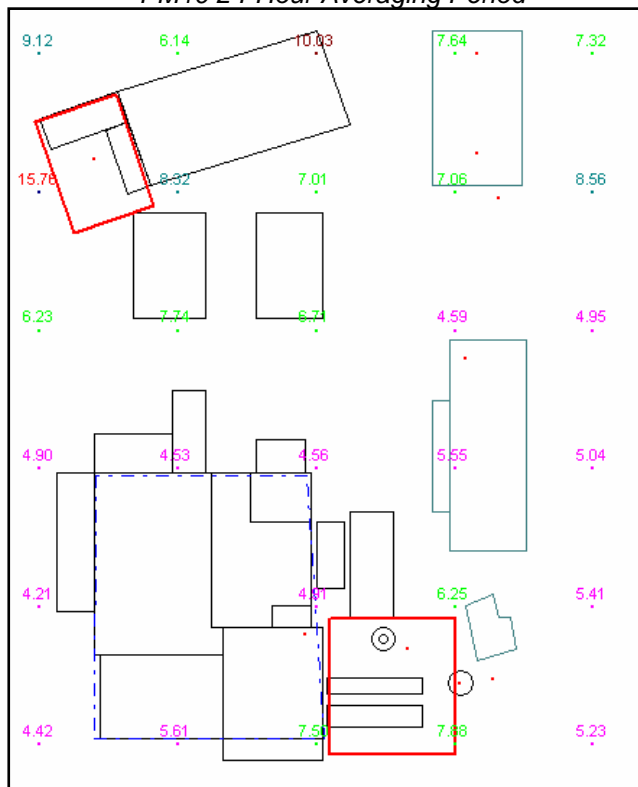 PM10 24 Hour Averaging Period
9.12 6.14 10.03 7.64 7.32
15.76 8.32 7.01 7.06 8.56
6.23 7.74 6.71 4.59 4.95
4.90 4.53 4.56 5.55 5.04
4.21 4.91 6.25 5.41
4.42 5.61 7.50 7.88 5.23